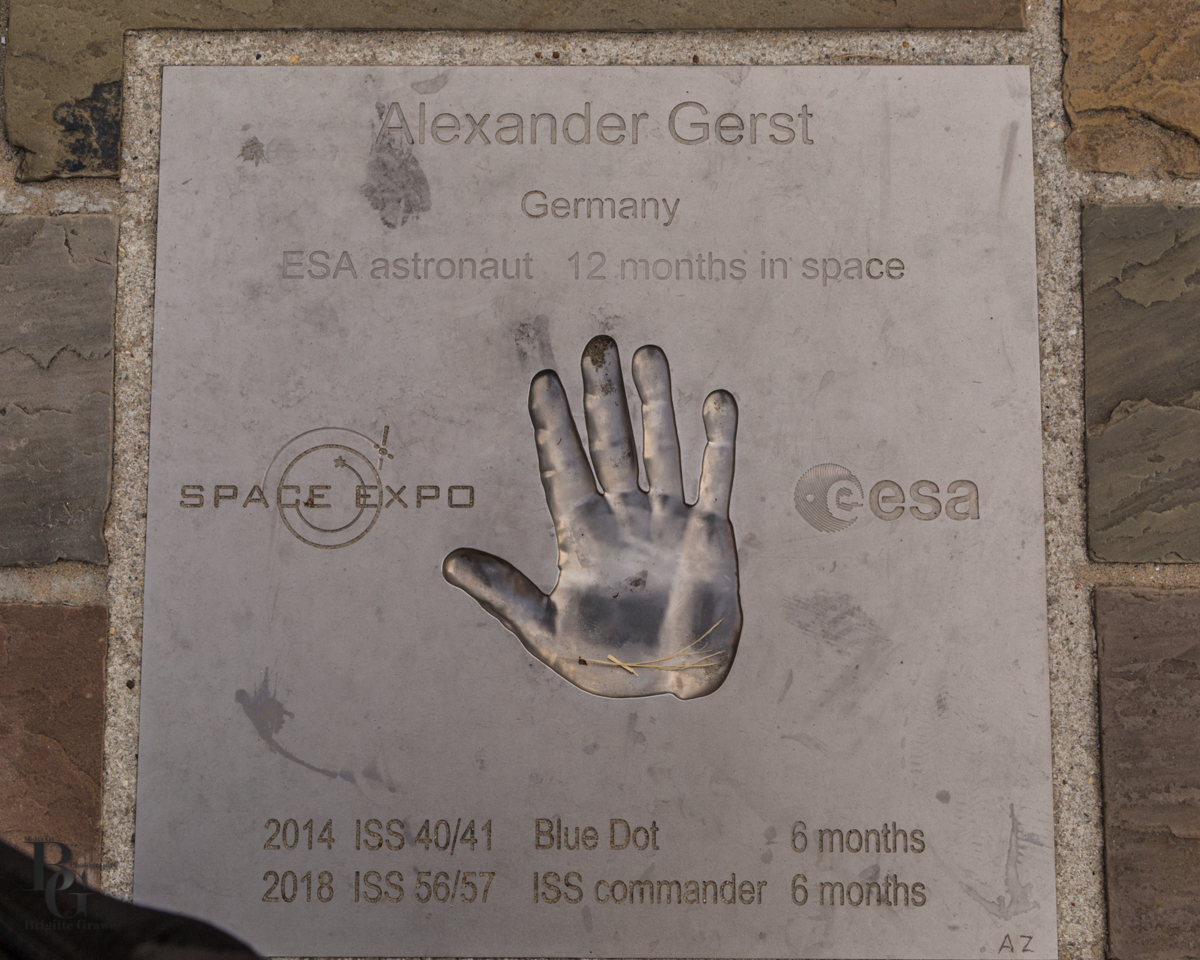 Alexander Gerst
Germany
ESA astronaut 12 months in space
SPACE EXPO
esa
2014 ISS 40/41 Blue Dot 6 months
2018 ISS 56/57 ISS commander 6 months
AZ
BG